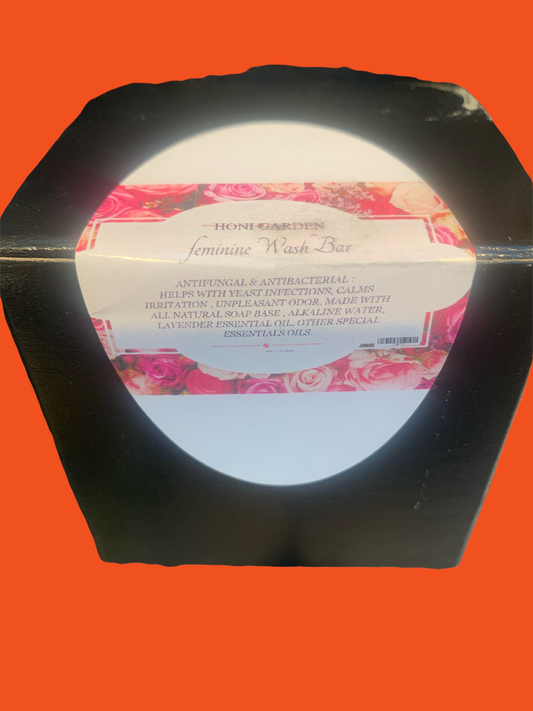 HONI GARDEN
feminine Wash Bar
ANTIFUNGAL & ANTIBACTERIAL :
HELPS WITH YEAST INFECTIONS, CALMS
IRRITATION , UNPLEASANT ODOR. MADE WITH
ALL NATURAL SOAP BASE , ALKALINE WATER,
LAVENDER ESSENTIAL OIL, OTHER SPECIAL
ESSENTIALS OILS.